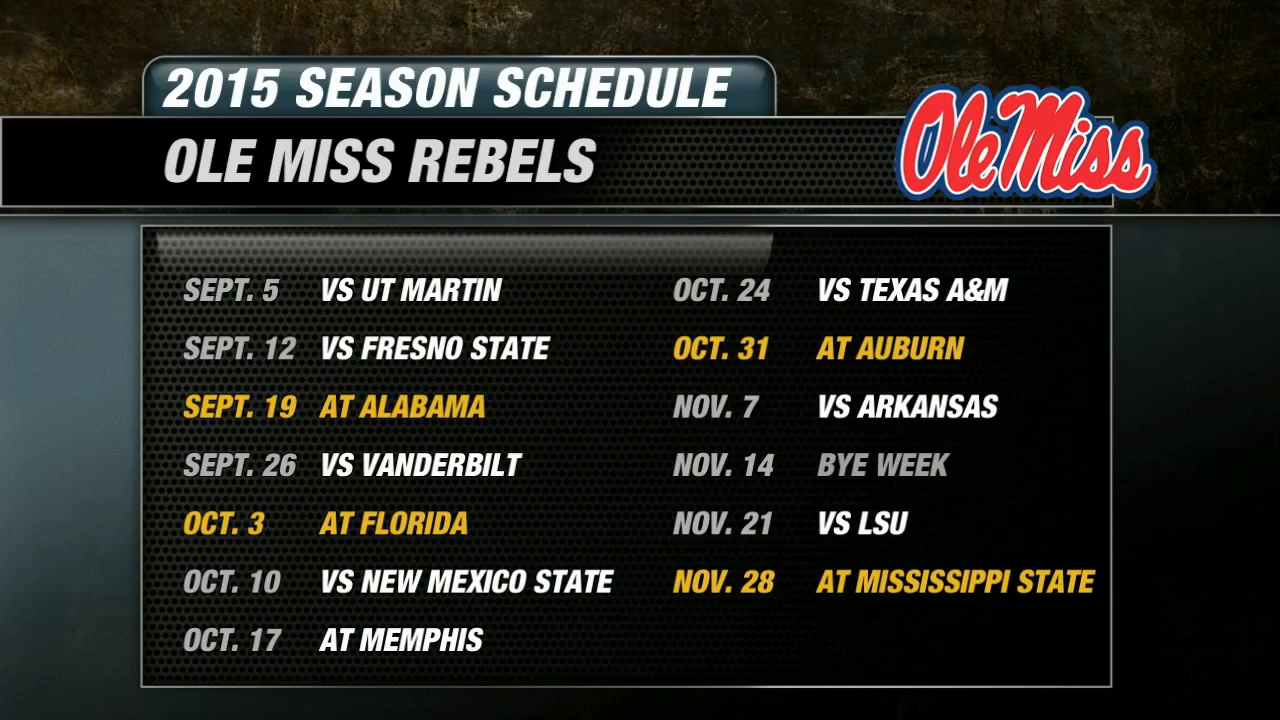 2015 SEASON SCHEDULE
OLE MISS REBELS
Ole Miss
SEPT. 5 VS UT MARTIN
SEPT. 12 VS FRESNO STATE
SEPT. 19 AT ALABAMA
SEPT. 26 VS VANDERBILT
OCT. 3 AT FLORIDA
OCT. 10 VS NEW MEXICO STATE
OCT. 17 AT MEMPHIS
OCT. 24 VS TEXAS A&M
OCT. 31 AT AUBURN
NOV. 7 VS ARKANSAS
NOV. 14 BYE WEEK
NOV. 21 VS LSU
NOV. 28 AT MISSISSIPPI STATE